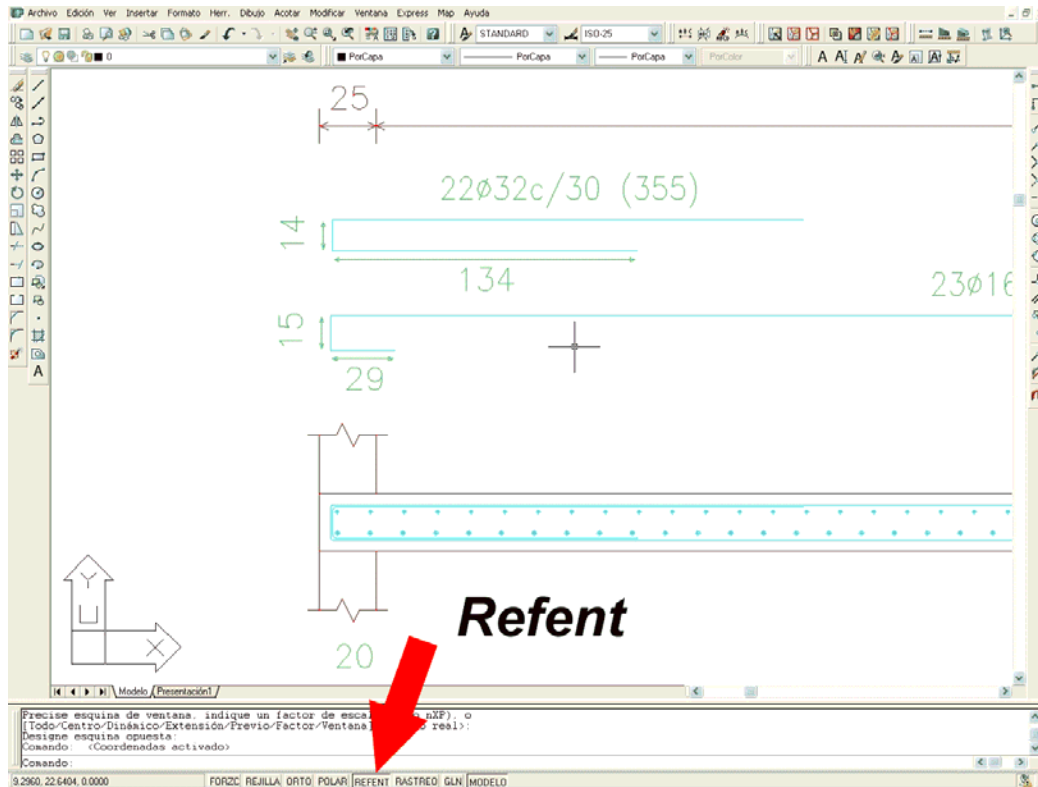 Archivo Edición Ver Insertar Formato Herr. Dibujo Acotar Modificar Ventana Express Map Ayuda
STANDARD ISO-25
0 PorCapa PorCapa PorCapa PorColor
25
22ø32c/30 (355)
14
134
23ø16
15
29
Refent
20
Y
U
X
Modelo Presentación1
Precise esquina de ventana, indique un factor de escal nXP), o
[Todo/Centro/Dinámico/Extensión/Previo/Factor/Ventana] real>:
Designe esquina opuesta:
Comando: <Coordenadas activado>
Comando:
9.2960, 22.6404, 0.0000 FORZC REJILLA ORTO POLAR REFENT RASTREO GLN MODELO